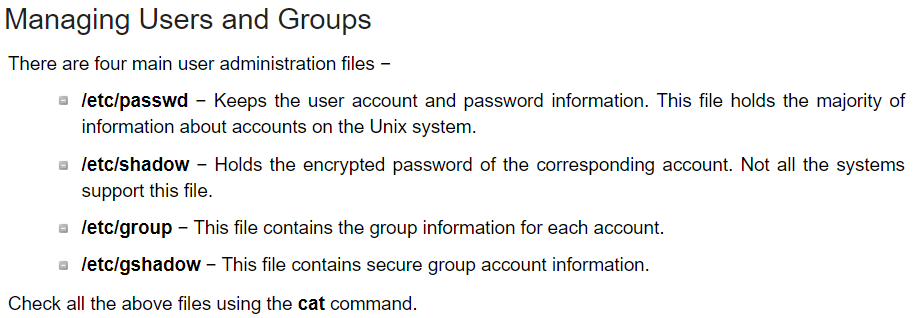 Managing Users and Groups
There are four main user administration files −
/etc/passwd − Keeps the user account and password information. This file holds the majority of
information about accounts on the Unix system.
/etc/shadow − Holds the encrypted password of the corresponding account. Not all the systems
support this file.
/etc/group − This file contains the group information for each account.
/etc/gshadow − This file contains secure group account information.
Check all the above files using the cat command.